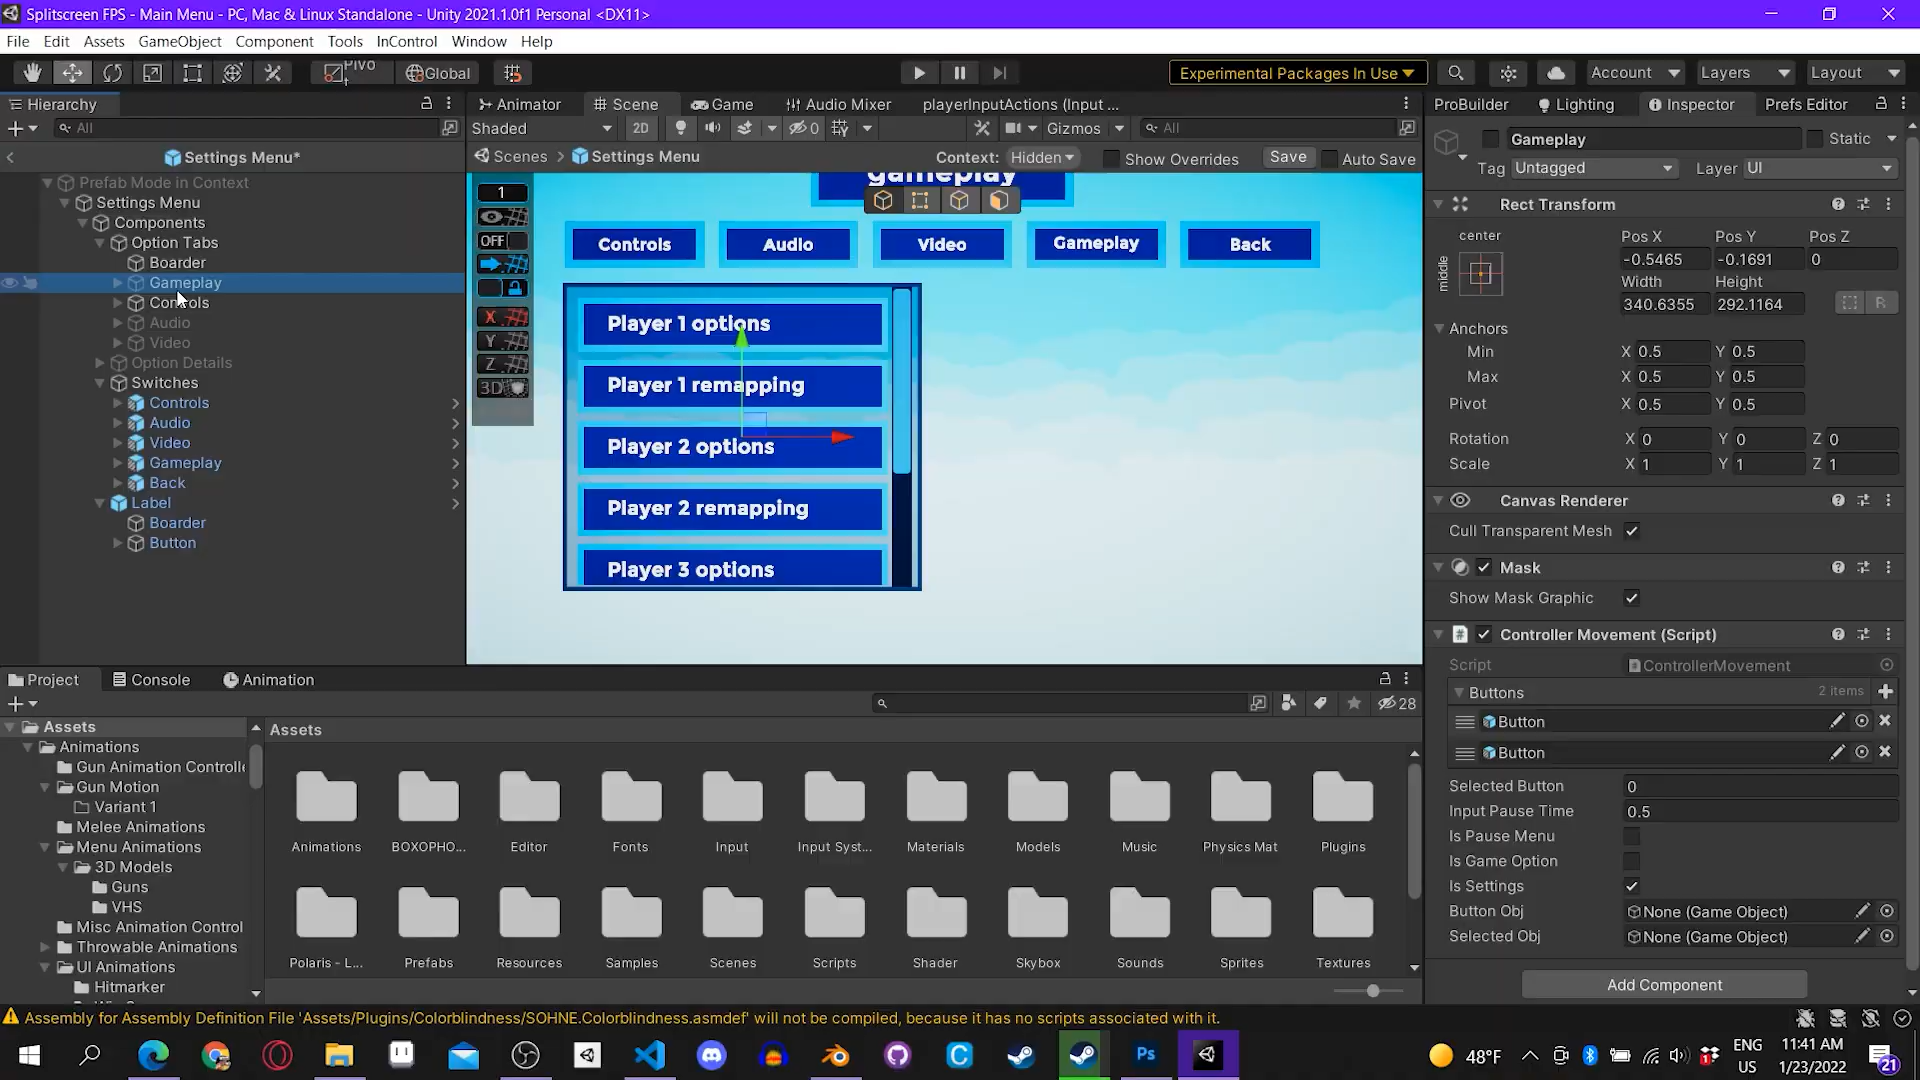 Splitscreen FPS - Main Menu - PC, Mac & Linux Standalone - Unity 2021.1.0f1 Personal <DX11>
File Edit Assets GameObject Component Tools InControl Window Help
Pivot Global Experimental Packages In Use Account Layers Layout
Hierarchy
All
Settings Menu*
Prefab Mode in Context
Settings Menu
Components
Option Tabs
Boarder
Gameplay
Controls
Audio
Video
Option Details
Switches
Controls
Audio
Video
Gameplay
Back
Label
Boarder
Button
Animator Scene Game Audio Mixer playerInputActions (Input ...
Shaded 2D 0 Gizmos All
Scenes Settings Menu Context: Hidden Show Overrides Save Auto Save
1
OFF
X
Y
Z
3D
gameplay
Controls Audio Video Gameplay Back
Player 1 options
Player 1 remapping
Player 2 options
Player 2 remapping
Player 3 options
ProBuilder Lighting Inspector Prefs Editor
Gameplay Static
Tag Untagged Layer UI
Rect Transform
center Pos X Pos Y Pos Z
middle -0.5465 -0.1691 0
Width Height
340.6355 292.1164 R
Anchors
Min X 0.5 Y 0.5
Max X 0.5 Y 0.5
Pivot X 0.5 Y 0.5
Rotation X 0 Y 0 Z 0
Scale X 1 Y 1 Z 1
Canvas Renderer
Cull Transparent Mesh
Mask
Show Mask Graphic
Controller Movement (Script)
Script ControllerMovement
Buttons 2 items
Button
Button
Selected Button 0
Input Pause Time 0.5
Is Pause Menu
Is Game Option
Is Settings
Button Obj None (Game Object)
Selected Obj None (Game Object)
Add Component
Project Console Animation
28
Assets
Animations
Gun Animation Controlle
Gun Motion
Variant 1
Melee Animations
Menu Animations
3D Models
Guns
VHS
Misc Animation Control
Throwable Animations
UI Animations
Hitmarker
Assets
Animations BOXOPHO... Editor Fonts Input Input Syst... Materials Models Music Physics Mat Plugins
Polaris - L... Prefabs Resources Samples Scenes Scripts Shader Skybox Sounds Sprites Textures
Assembly for Assembly Definition File 'Assets/Plugins/Colorblindness/SOHNE.Colorblindness.asmdef' will not be compiled, because it has no scripts associated with it.
Ps 48°F ENG US 11:41 AM 1/23/2022 21